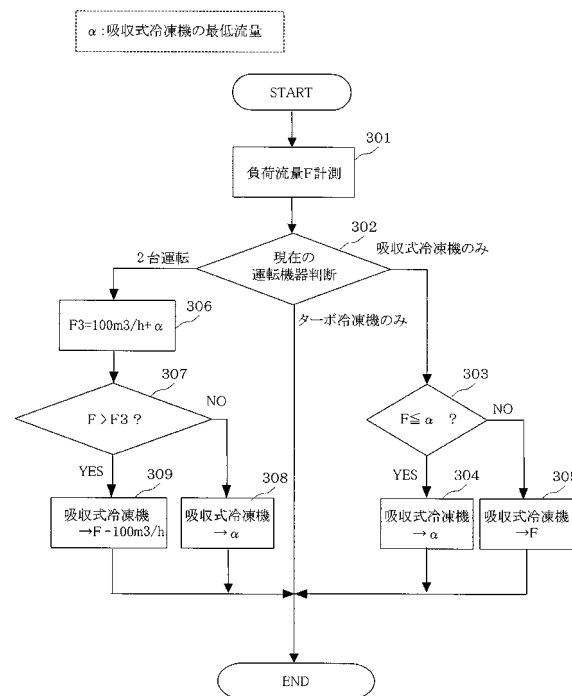 α:吸収式冷凍機の最低流量
START
301
負荷流量F計測
302
現在の
運転機器判断
2台運転
吸収式冷凍機のみ
ターボ冷凍機のみ
306
F3=100m3/h+α
307
F>F3?
NO
YES
303
F≦α ?
NO
YES
309
吸収式冷凍機
→F-100m3/h
308
吸収式冷凍機
→α
304
吸収式冷凍機
→α
305
吸収式冷凍機
→F
END